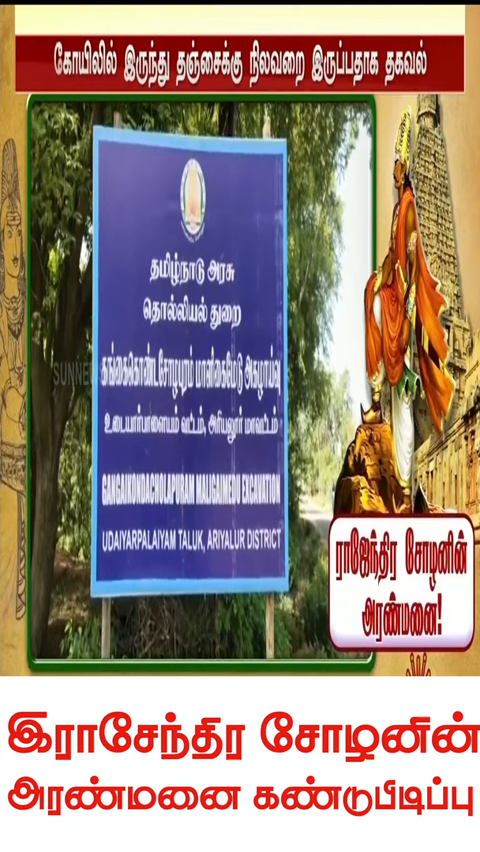 கோயிலில் இருந்து தஞ்சைக்கு நிலவறை இருப்பதாக தகவல்
தமிழ்நாடு அரசு
தொல்லியல் துறை
கங்கைகொண்டசோழபுரம் மாளிகைமேடு அகழாய்வு
உடையார்பாளையம் வட்டம், அரியலூர் மாவட்டம்
GANGAIKONDACHOLAPURAM MALIGAIMEDU EXCAVATION
UDAIYARPALAIYAM TALUK, ARIYALUR DISTRICT
ராஜேந்திர சோழனின்
அரண்மனை!
இராசேந்திர சோழனின்
அரண்மனை கண்டுபிடிப்பு